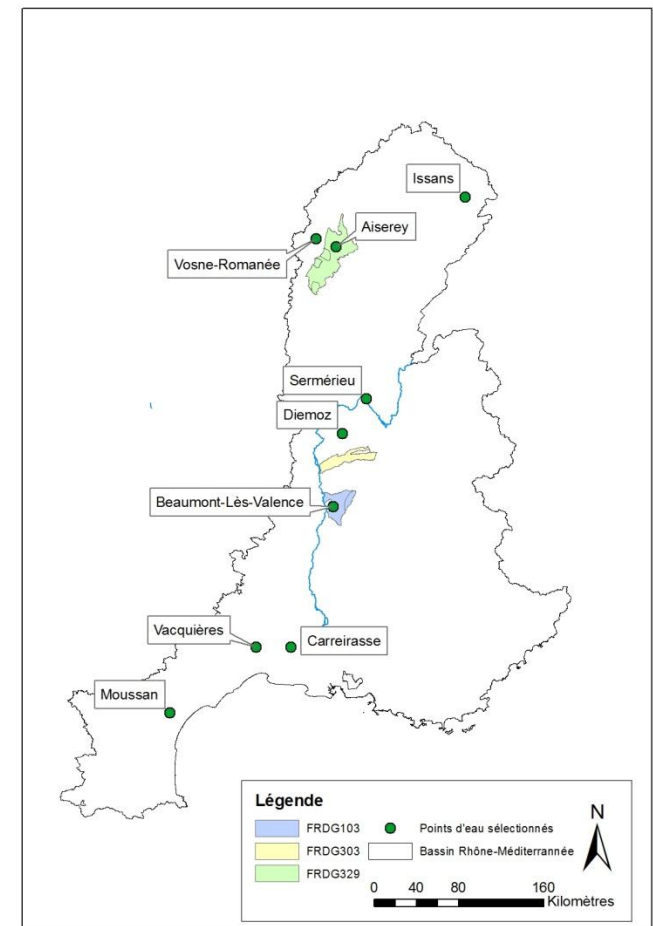 Issans
Aiserey
Vosne-Romanée
Sermérieu
Diemoz
Beaumont-Lès-Valence
Vacquières
Carreirasse
Moussan
Légende
FRDG103
Points d'eau sélectionnés
FRDG303
Bassin Rhône-Méditerrannée
FRDG329
N
0 40 80 160
Kilomètres